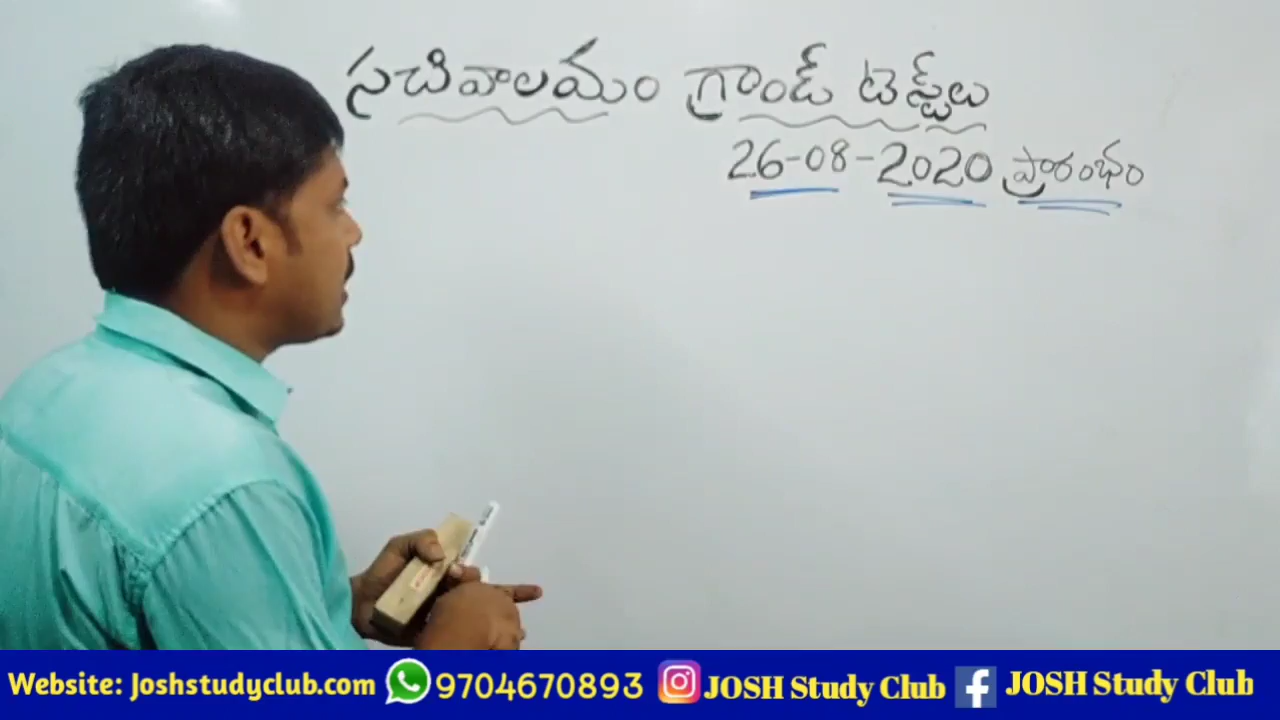 సచివాలయం గ్రాండ్ టెస్ట్‌లు
26-08-2020 ప్రారంభం
Website: Joshstudyclub.com 9704670893 JOSH Study Club JOSH Study Club